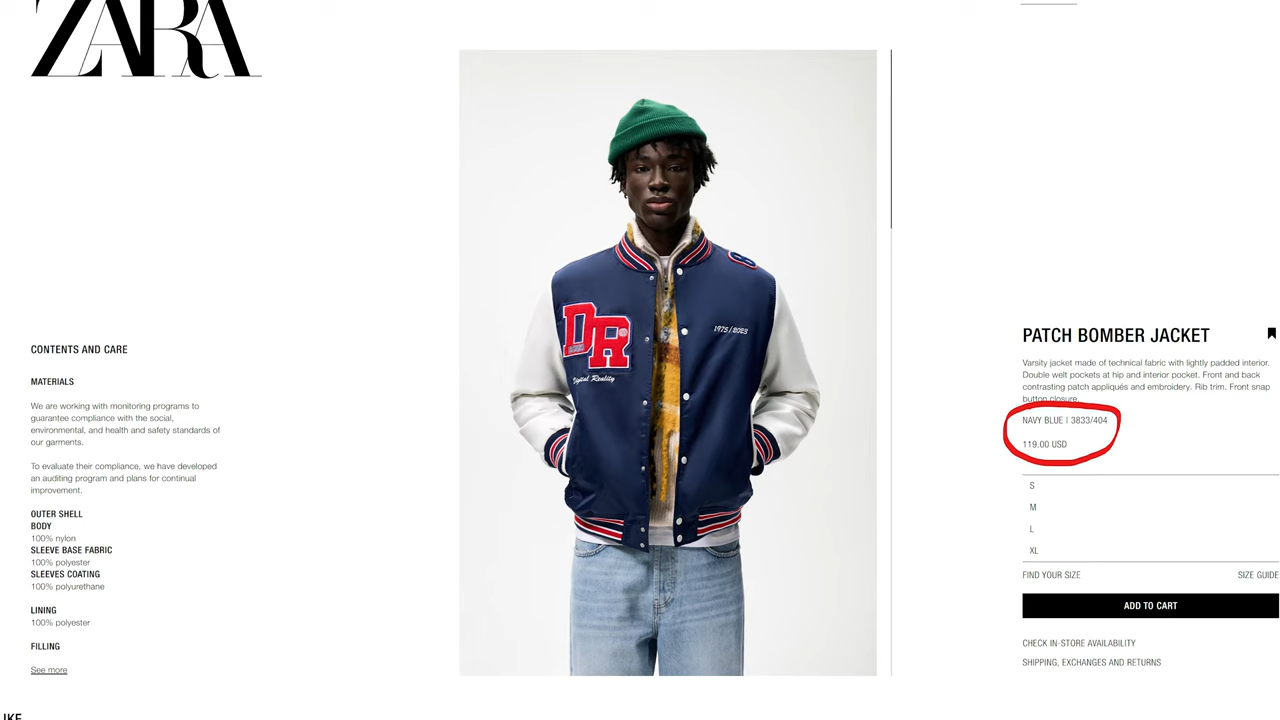 ZARA
CONTENTS AND CARE
MATERIALS
We are working with monitoring programs to
guarantee compliance with the social,
environmental, and health and safety standards of
our garments.
To evaluate their compliance, we have developed
an auditing program and plans for continual
improvement.
OUTER SHELL
BODY
100% nylon
SLEEVE BASE FABRIC
100% polyester
SLEEVES COATING
100% polyurethane
LINING
100% polyester
FILLING
See more
DR
Digital Reality
1975/2023
PATCH BOMBER JACKET
Varsity jacket made of technical fabric with lightly padded interior.
Double welt pockets at hip and interior pocket. Front and back
contrasting patch appliqués and embroidery. Rib trim. Front snap
button closure.
NAVY BLUE | 3833/404
119.00 USD
S
M
L
XL
FIND YOUR SIZE
SIZE GUIDE
ADD TO CART
CHECK IN-STORE AVAILABILITY
SHIPPING, EXCHANGES AND RETURNS